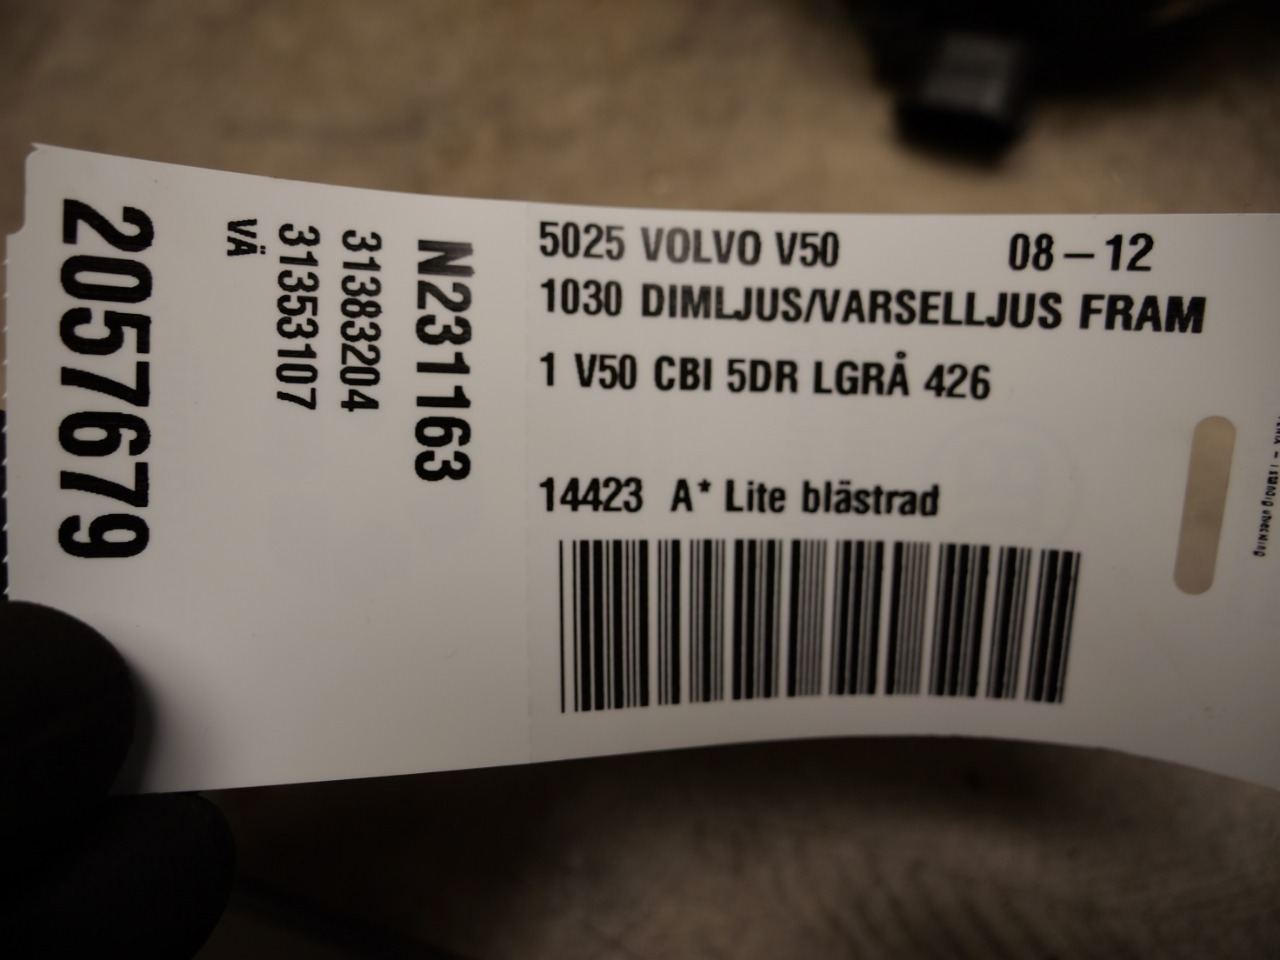 205679
VÄ
31353107
31383204
N231163
5025 VOLVO V50 08-12
1030 DIMLJUS/VARSELLJUS FRAM
1 V50 CBI 5DR LGRÅ 426
14423 A* Lite blästrad